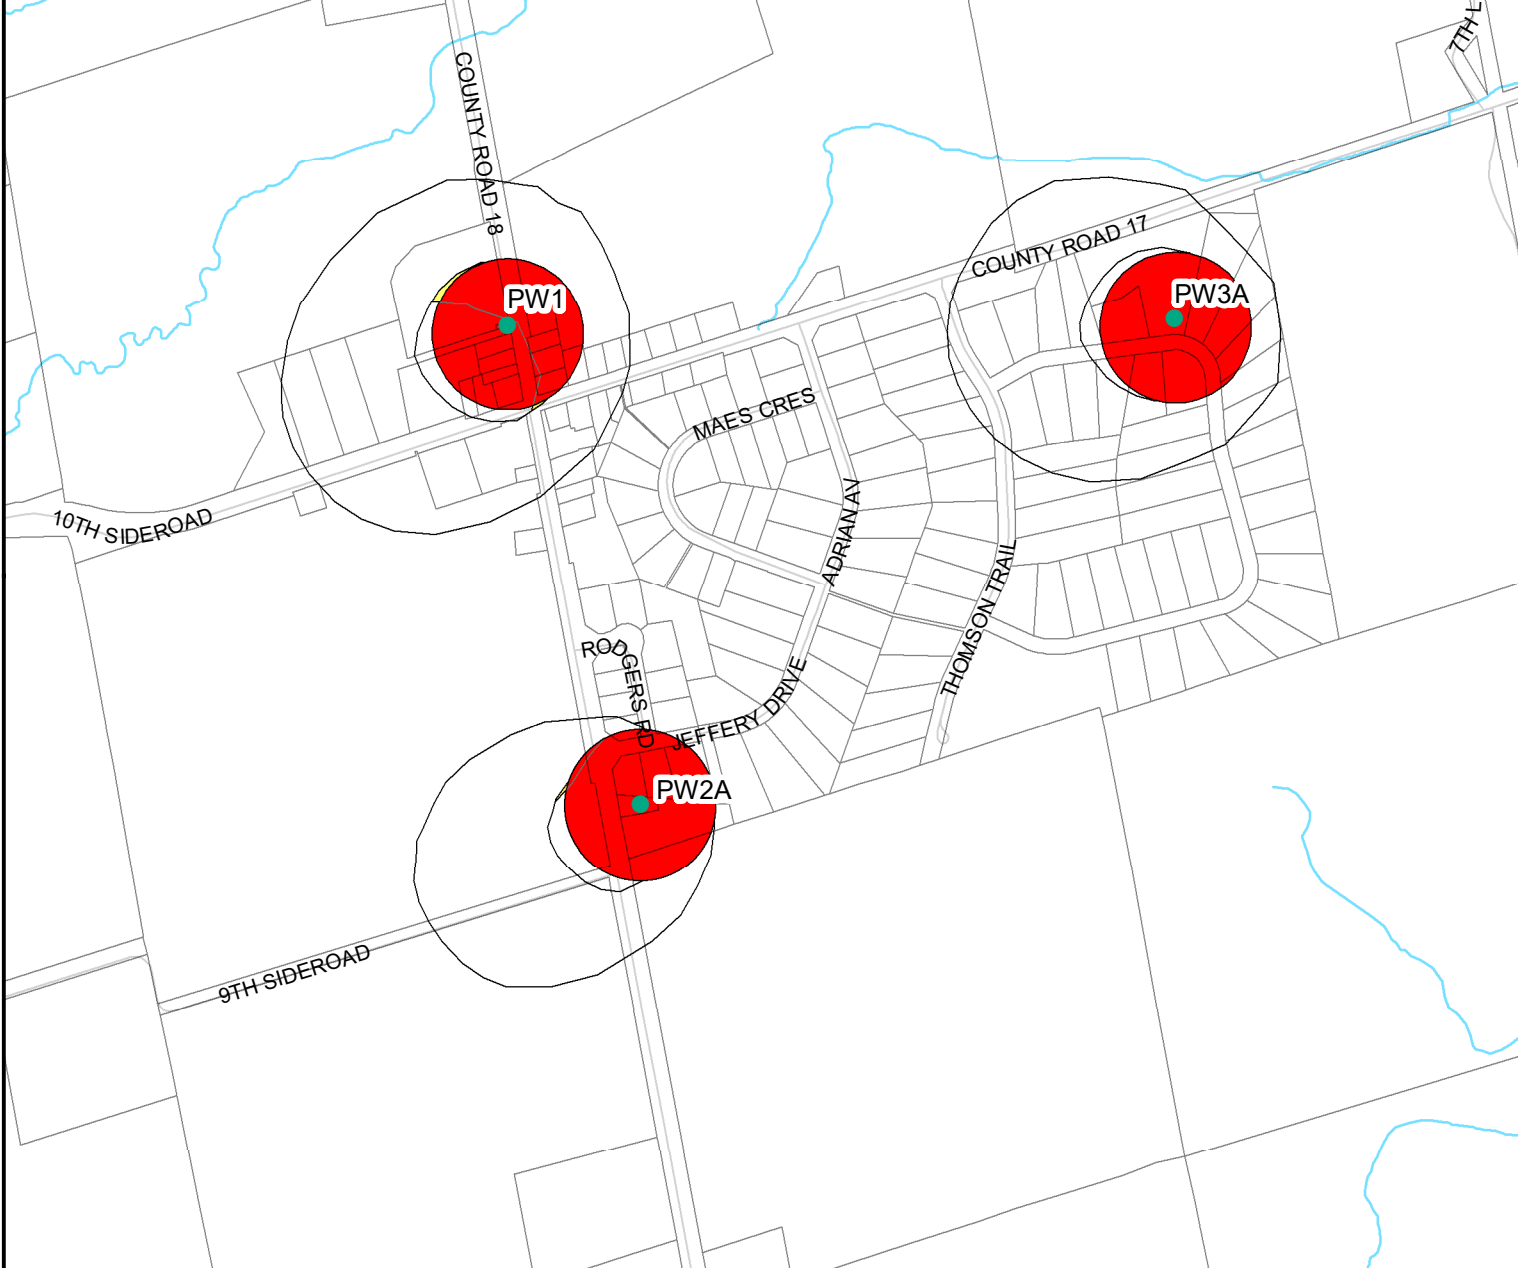 7TH L
COUNTY ROAD 18
COUNTY ROAD 17
PW1
PW3A
MAES CRES
10TH SIDEROAD
ADRIAN AV
THOMSON TRAIL
RODGERS RD
JEFFERY DRIVE
PW2A
9TH SIDEROAD